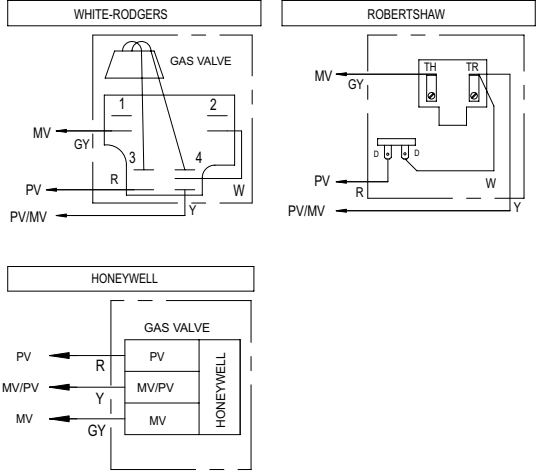 WHITE-RODGERS
GAS VALVE
1 2
MV
GY
3 4
R
PV
W
Y
PV/MV
ROBERTSHAW
TH TR
MV
GY
D D
PV
R
W
PV/MV
Y
HONEYWELL
GAS VALVE
PV R PV
MV/PV Y MV/PV
MV GY MV
HONEYWELL